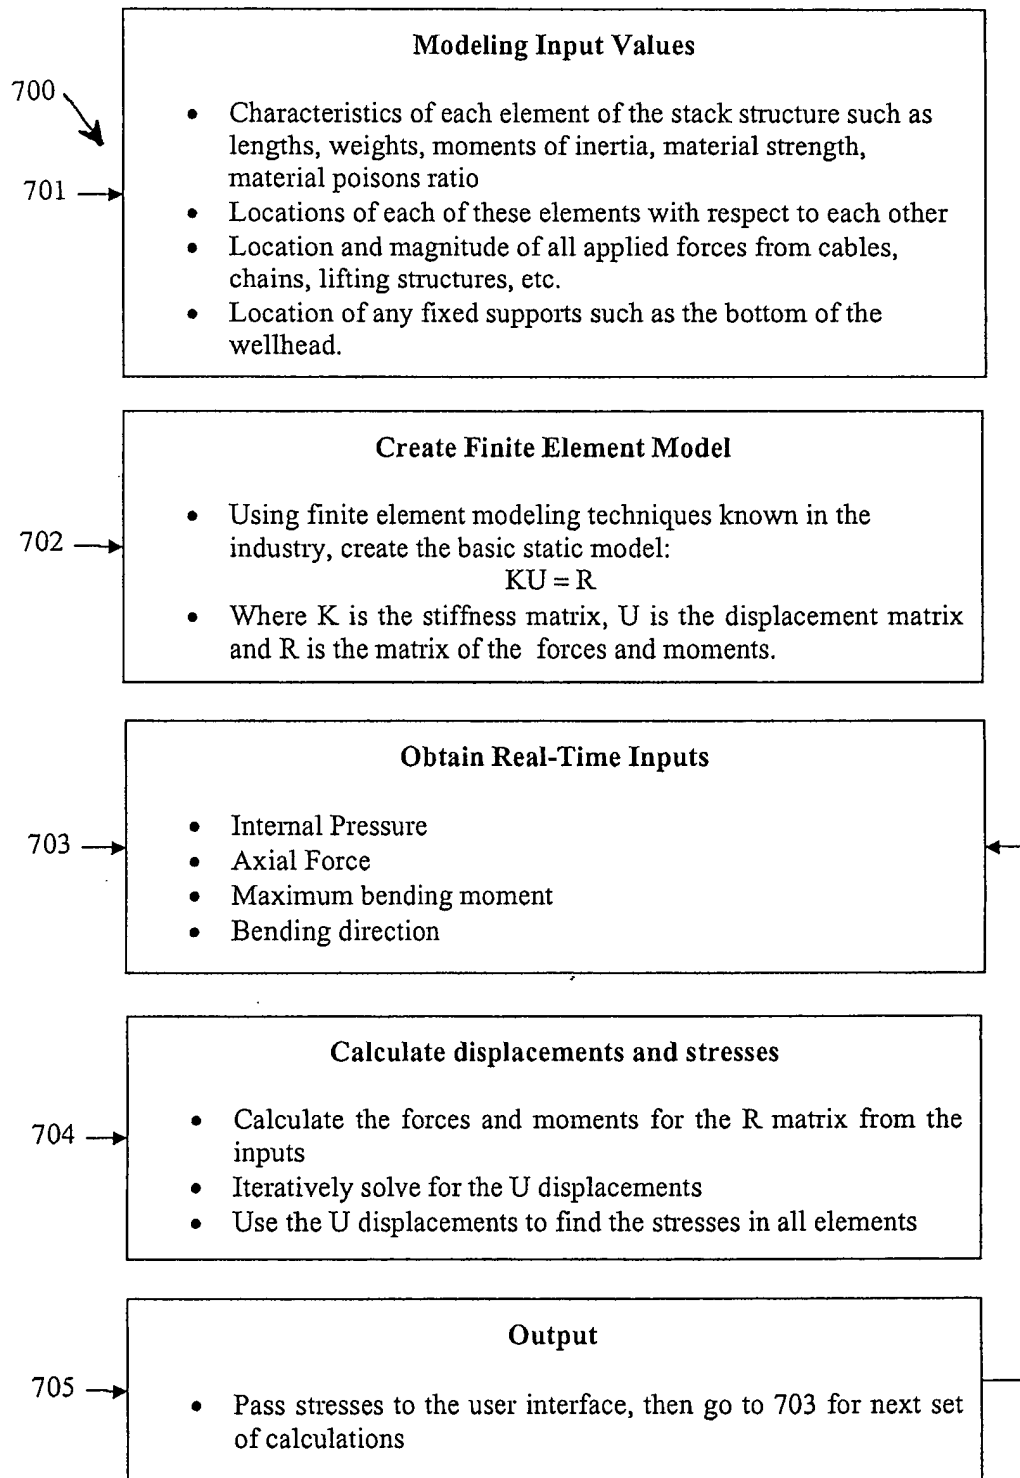 Modeling Input Values
700
• Characteristics of each element of the stack structure such as
lengths, weights, moments of inertia, material strength,
material poisons ratio
701
• Locations of each of these elements with respect to each other
• Location and magnitude of all applied forces from cables,
chains, lifting structures, etc.
• Location of any fixed supports such as the bottom of the
wellhead.
Create Finite Element Model
702
• Using finite element modeling techniques known in the
industry, create the basic static model:
KU = R
• Where K is the stiffness matrix, U is the displacement matrix
and R is the matrix of the forces and moments.
Obtain Real-Time Inputs
703
• Internal Pressure
• Axial Force
• Maximum bending moment
• Bending direction
Calculate displacements and stresses
704
• Calculate the forces and moments for the R matrix from the
inputs
• Iteratively solve for the U displacements
• Use the U displacements to find the stresses in all elements
Output
705
• Pass stresses to the user interface, then go to 703 for next set
of calculations